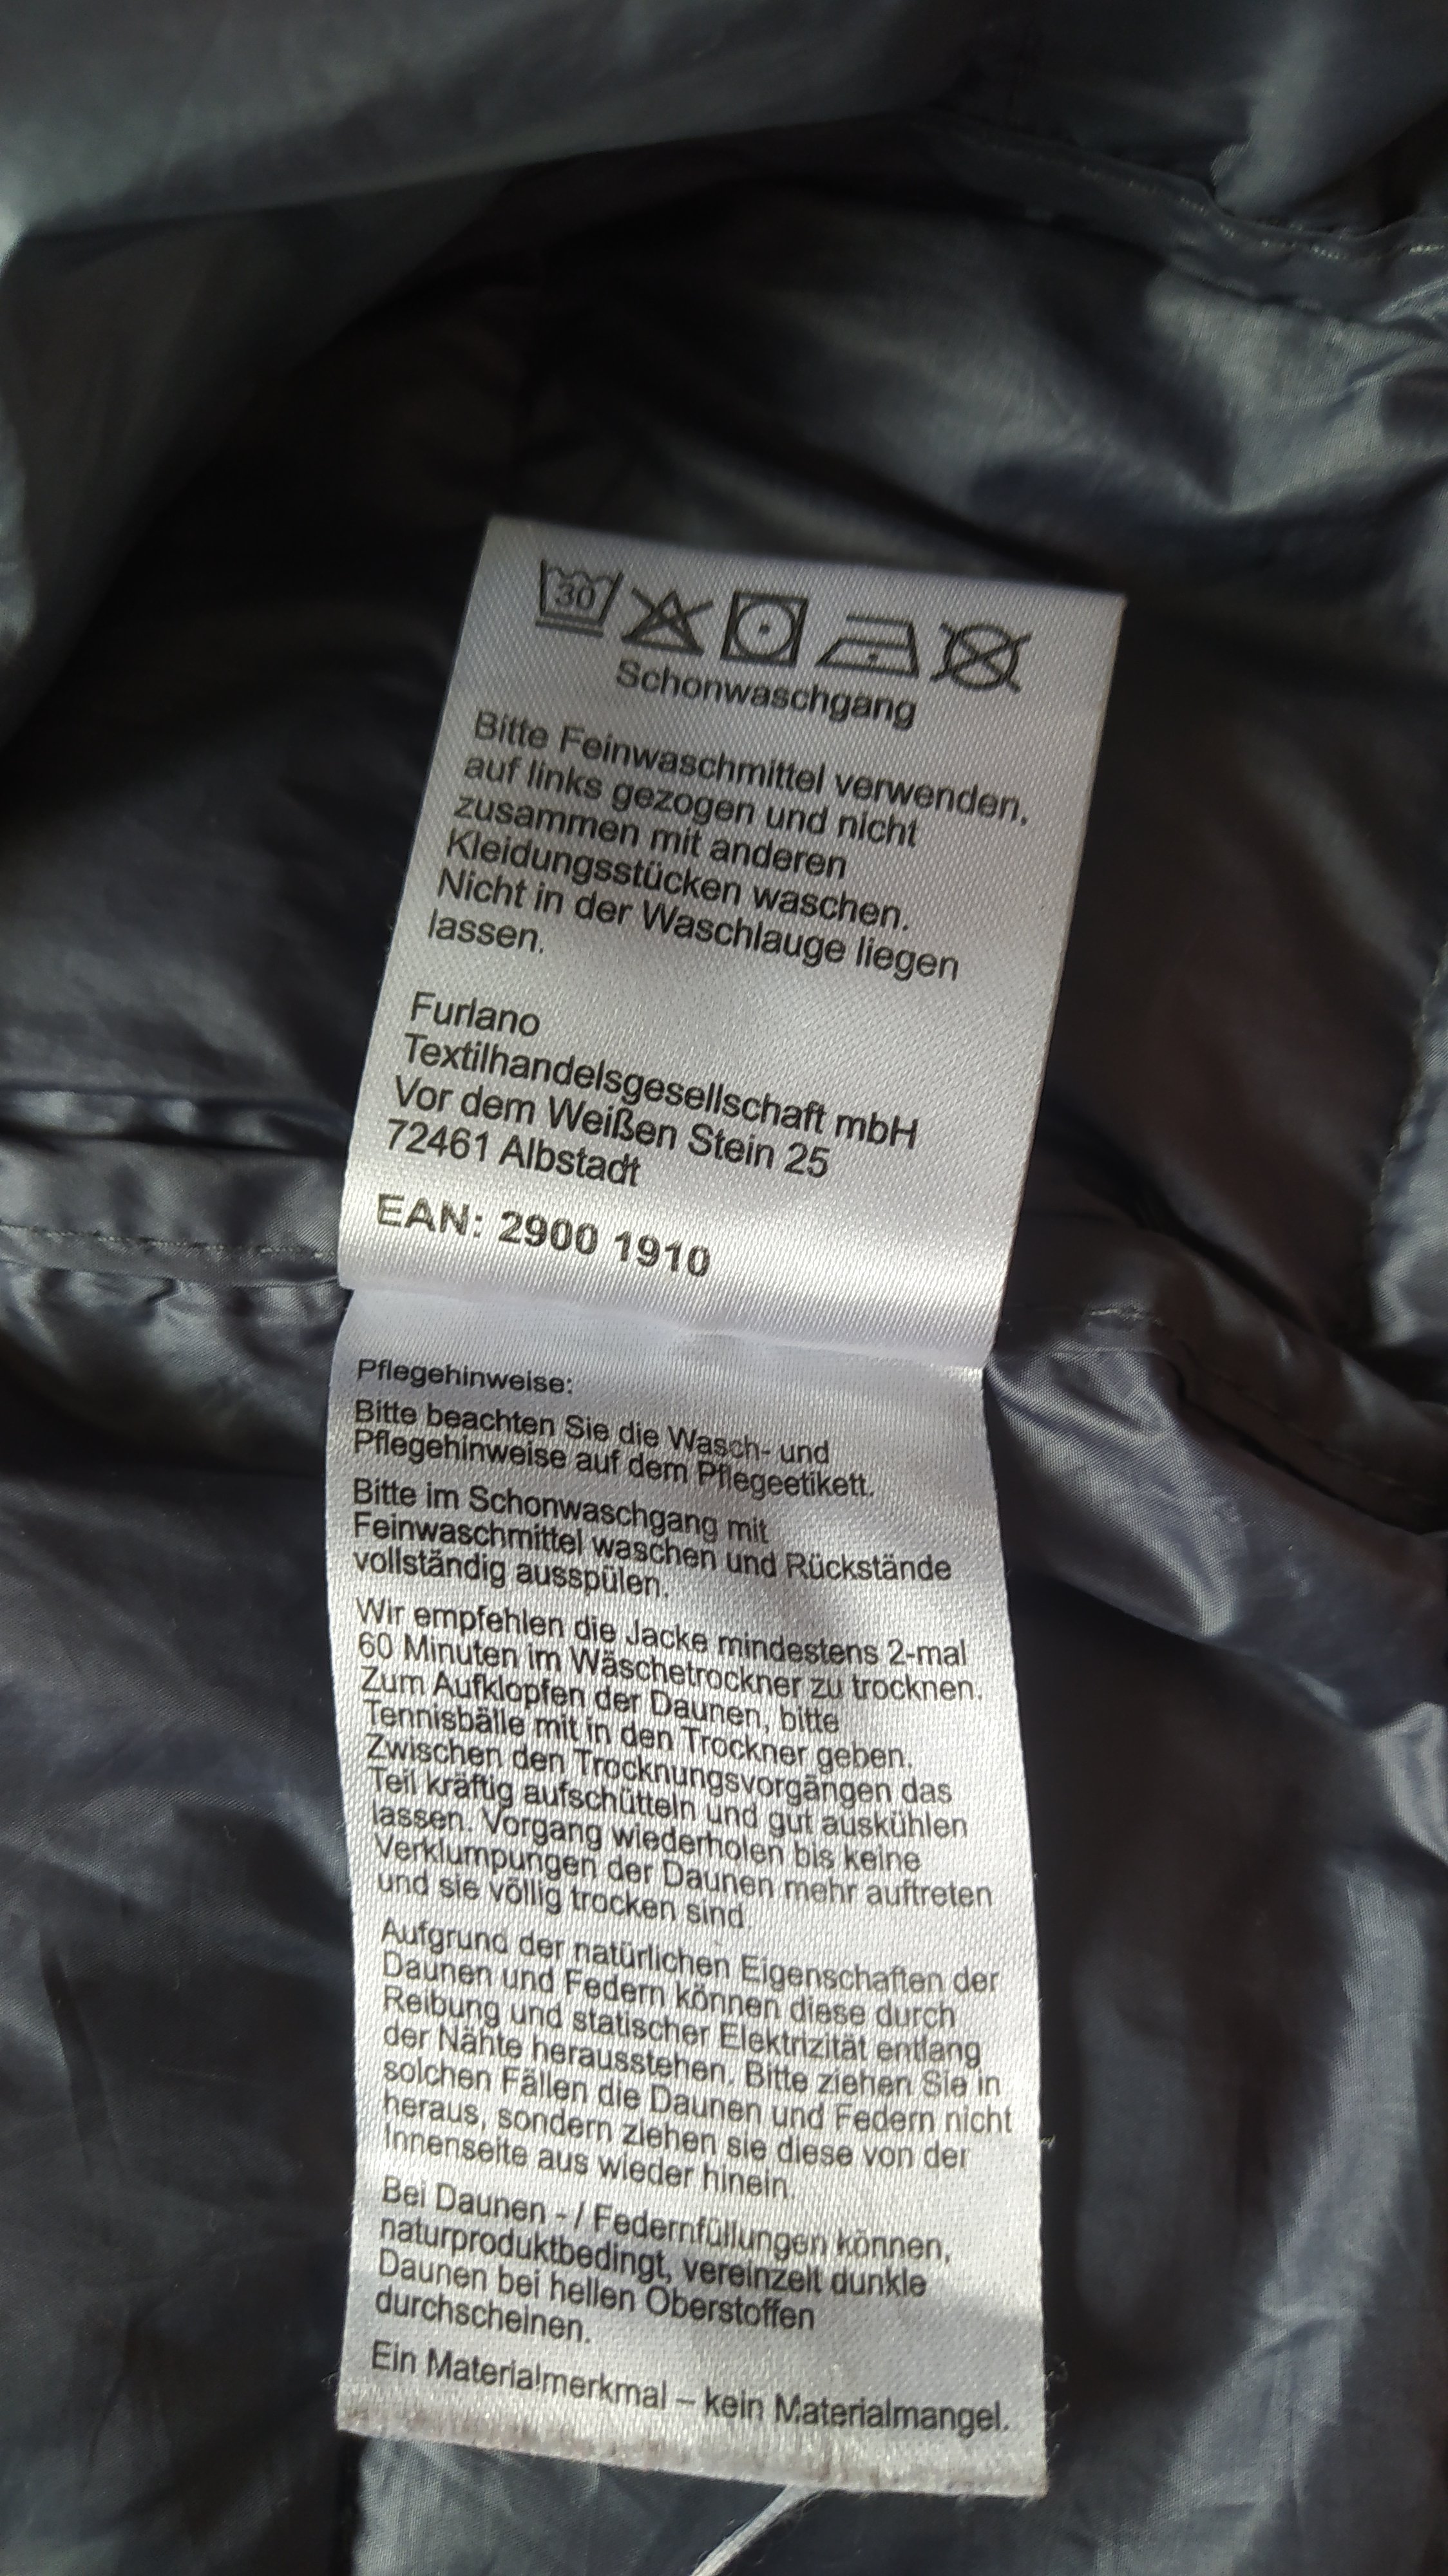 30
Schonwaschgang
Bitte Feinwaschmittel verwenden,
auf links gezogen und nicht
zusammen mit anderen
Kleidungsstücken waschen.
Nicht in der Waschlauge liegen
lassen.
Furlano
Textilhandelsgesellschaft mbH
Vor dem Weißen Stein 25
72461 Albstadt
EAN: 2900 1910
Pflegehinweise:
Bitte beachten Sie die Wasch- und
Pflegehinweise auf dem Pflegeetikett.
Bitte im Schonwaschgang mit
Feinwaschmittel waschen und Rückstände
vollständig ausspülen.
Wir empfehlen die Jacke mindestens 2-mal
60 Minuten im Wäschetrockner zu trocknen.
Zum Aufklopfen der Daunen, bitte
Tennisbälle mit in den Trockner geben.
Zwischen den Trocknungsvorgängen das
Teil kräftig aufschütteln und gut auskühlen
lassen. Vorgang wiederholen bis keine
Verklumpungen der Daunen mehr auftreten
und sie völlig trocken sind
Aufgrund der natürlichen Eigenschaften der
Daunen und Federn können diese durch
Reibung und statischer Elektrizität entlang
der Nähte herausstehen. Bitte ziehen Sie in
solchen Fällen die Daunen und Federn nicht
heraus, sondern ziehen sie diese von der
Innenseite aus wieder hinein.
Bei Daunen - / Federnfüllungen können,
naturproduktbedingt, vereinzelt dunkle
Daunen bei hellen Oberstoffen
durchscheinen.
Ein Materialmerkmal – kein Materialmangel.